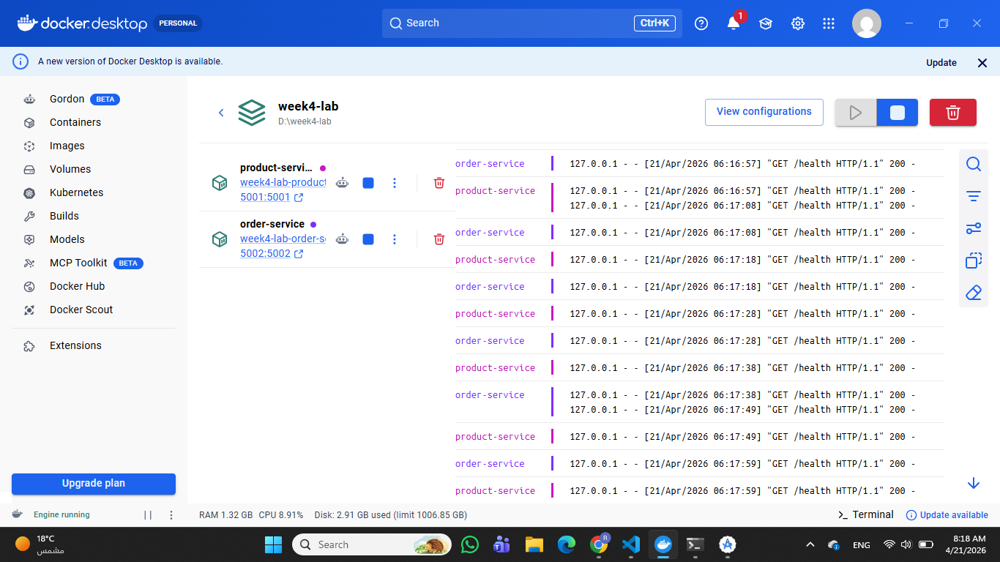 docker.desktop PERSONAL
Search Ctrl+K
1
A new version of Docker Desktop is available.
Update
Gordon BETA
Containers
Images
Volumes
Kubernetes
Builds
Models
MCP Toolkit BETA
Docker Hub
Docker Scout
Extensions
Upgrade plan
week4-lab
D:\week4-lab
View configurations
product-servi...
week4-lab-product
5001:5001
order-service
week4-lab-order-s
5002:5002
order-service 127.0.0.1 - - [21/Apr/2026 06:16:57] "GET /health HTTP/1.1" 200 -
product-service 127.0.0.1 - - [21/Apr/2026 06:16:57] "GET /health HTTP/1.1" 200 -
127.0.0.1 - - [21/Apr/2026 06:17:08] "GET /health HTTP/1.1" 200 -
order-service 127.0.0.1 - - [21/Apr/2026 06:17:08] "GET /health HTTP/1.1" 200 -
product-service 127.0.0.1 - - [21/Apr/2026 06:17:18] "GET /health HTTP/1.1" 200 -
order-service 127.0.0.1 - - [21/Apr/2026 06:17:18] "GET /health HTTP/1.1" 200 -
product-service 127.0.0.1 - - [21/Apr/2026 06:17:28] "GET /health HTTP/1.1" 200 -
order-service 127.0.0.1 - - [21/Apr/2026 06:17:28] "GET /health HTTP/1.1" 200 -
product-service 127.0.0.1 - - [21/Apr/2026 06:17:38] "GET /health HTTP/1.1" 200 -
order-service 127.0.0.1 - - [21/Apr/2026 06:17:38] "GET /health HTTP/1.1" 200 -
127.0.0.1 - - [21/Apr/2026 06:17:49] "GET /health HTTP/1.1" 200 -
product-service 127.0.0.1 - - [21/Apr/2026 06:17:49] "GET /health HTTP/1.1" 200 -
order-service 127.0.0.1 - - [21/Apr/2026 06:17:59] "GET /health HTTP/1.1" 200 -
product-service 127.0.0.1 - - [21/Apr/2026 06:17:59] "GET /health HTTP/1.1" 200 -
Engine running
RAM 1.32 GB CPU 8.91% Disk: 2.91 GB used (limit 1006.85 GB)
Terminal
Update available
18°C
مشمس
Search
R
ENG
8:18 AM
4/21/2026